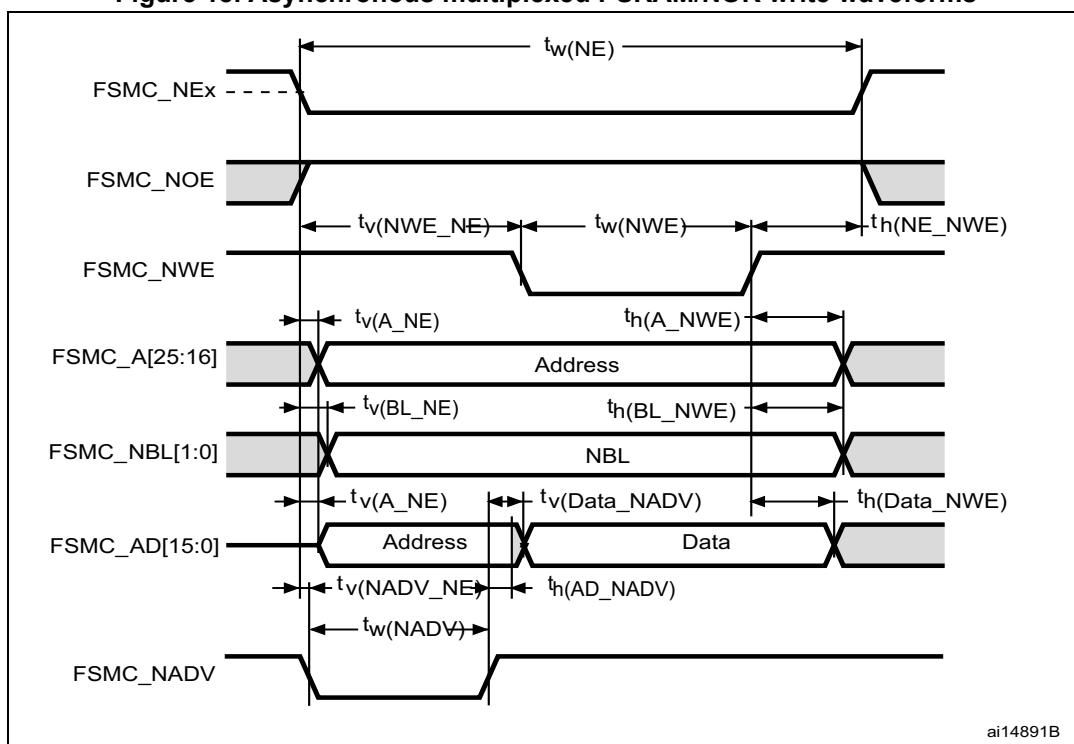 Figure 18. Asynchronous multiplexed PSRAM/NOR write waveforms
tw(NE)
FSMC_NEx
FSMC_NOE
tv(NWE_NE)
tw(NWE)
th(NE_NWE)
FSMC_NWE
tv(A_NE)
th(A_NWE)
FSMC_A[25:16]
Address
tv(BL_NE)
th(BL_NWE)
FSMC_NBL[1:0]
NBL
tv(A_NE)
tv(Data_NADV)
th(Data_NWE)
FSMC_AD[15:0]
Address
Data
tv(NADV_NE)
th(AD_NADV)
tw(NADV)
FSMC_NADV
ai14891B